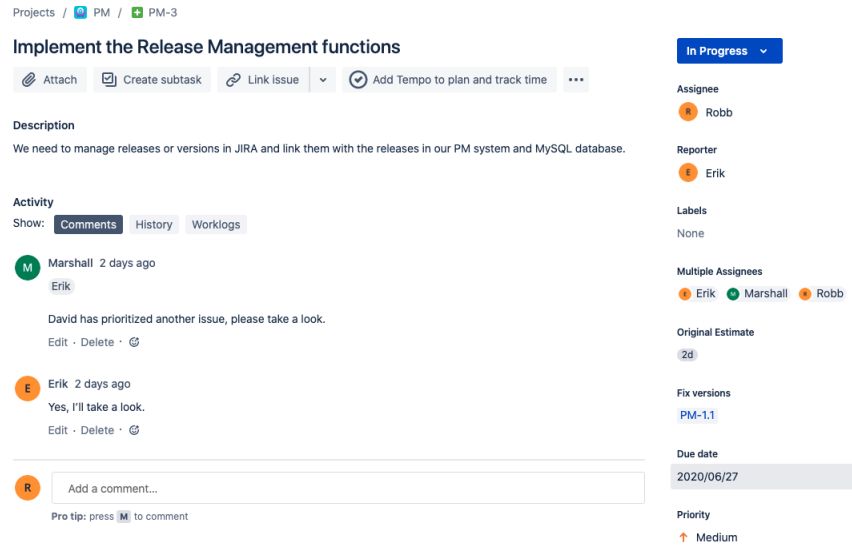 Projects / PM / PM-3
Implement the Release Management functions
Attach Create subtask Link issue Add Tempo to plan and track time
Description
We need to manage releases or versions in JIRA and link them with the releases in our PM system and MySQL database.
Activity
Show: Comments History Worklogs
M Marshall 2 days ago
Erik
David has prioritized another issue, please take a look.
Edit · Delete ·
E Erik 2 days ago
Yes, I'll take a look.
Edit · Delete ·
R Add a comment…
Pro tip: press M to comment
In Progress
Assignee
R Robb
Reporter
E Erik
Labels
None
Multiple Assignees
E Erik M Marshall R Robb
Original Estimate
2d
Fix versions
PM-1.1
Due date
2020/06/27
Priority
Medium